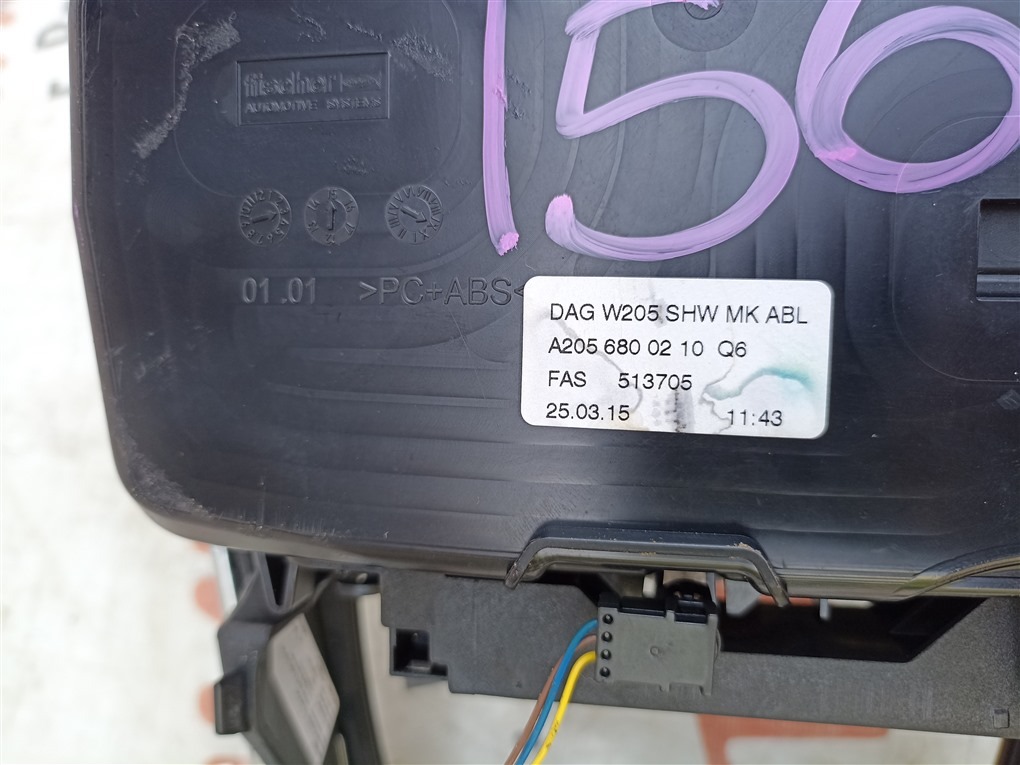 156
fischer
AUTOMOTIVE SYSTEMS
01.01 >PC+ABS<
DAG W205 SHW MK ABL
A205 680 02 10 Q6
FAS 513705
25.03.15 11:43